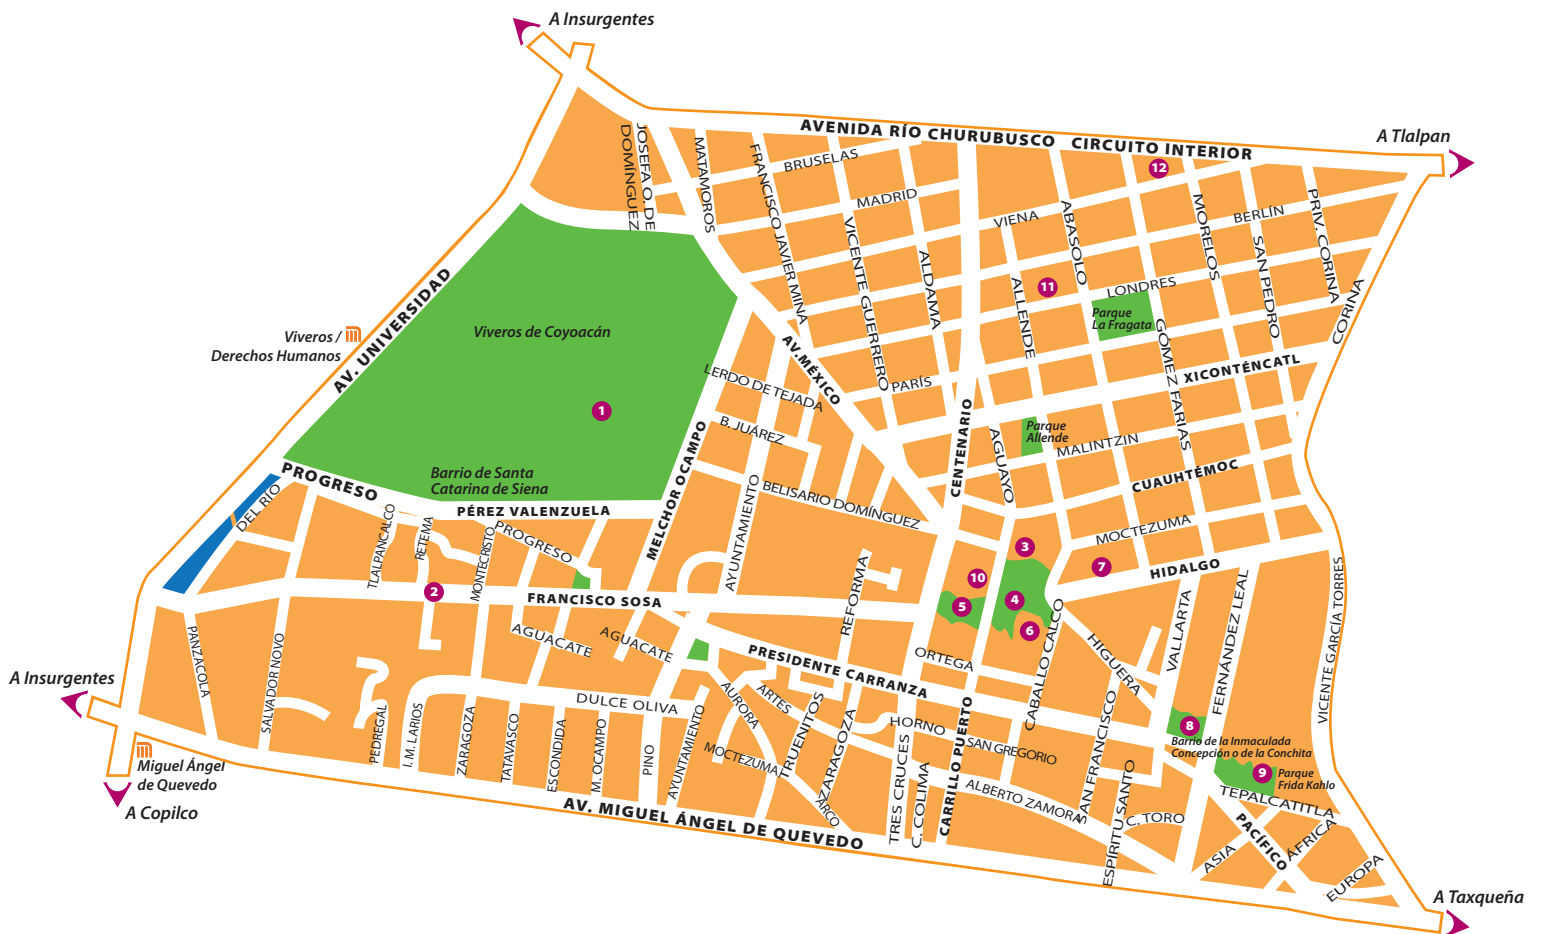 A Insurgentes
A Tlalpan
AVENIDA RÍO CHURUBUSCO CIRCUITO INTERIOR
JOSEFA O. DE
DOMÍNGUEZ
MATAMOROS
FRANCISCO JAVIER MINA
BRUSELAS
MADRID
VIENA
BERLÍN
12
ABASOLO
MORELOS
SAN PEDRO
PRIV. CORINA
CORINA
VICENTE GUERRERO
ALDAMA
ALLENDE
11
LONDRES
Parque
La Fragata
GÓMEZ FARIAS
XICONTÉNCATL
Viveros /
Derechos Humanos
AV. UNIVERSIDAD
Viveros de Coyoacán
1
AV. MÉXICO
LERDO DE TEJADA
PARÍS
B. JUÁREZ
CENTENARIO
AGUAYO
Parque
Allende
MALINTZIN
CUAUHTÉMOC
Barrio de Santa
Catarina de Siena
PROGRESO
PÉREZ VALENZUELA
MELCHOR OCAMPO
AYUNTAMIENTO
BELISARIO DOMÍNGUEZ
MOCTEZUMA
HIDALGO
DEL RÍO
TLALPANCALCO
RETEMA
MONTECRISTO
PROGRESO
REFORMA
3
7
10
5
4
6
2
FRANCISCO SOSA
AGUACATE
AGUACATE
PRESIDENTE CARRANZA
ORTEGA
CABALLO CALCO
HIGUERA
VALLARTA
FERNÁNDEZ LEAL
VICENTE GARCÍA TORRES
PANZACOLA
SALVADOR NOVO
A Insurgentes
PEDREGAL
I.M. LARIOS
ZARAGOZA
TATAVASCO
ESCONDIDA
M. OCAMPO
PINO
AYUNTAMIENTO
DULCE OLIVA
AURORA
ARTES
TRUENITOS
ZARAGOZA
MOCTEZUMA
ARCO
HORNO
SAN GREGORIO
TRES CRUCES
C. COLIMA
CARRILLO PUERTO
SAN FRANCISCO
ESPÍRITU SANTO
ALBERTO ZAMORA
C. TORO
8
Barrio de la Inmaculada
Concepción o de la Conchita
9
Parque
Frida Kahlo
TEPALCATITLA
PACÍFICO
ASIA
ÁFRICA
EUROPA
Miguel Ángel
de Quevedo
A Copilco
AV. MIGUEL ÁNGEL DE QUEVEDO
A Taxqueña